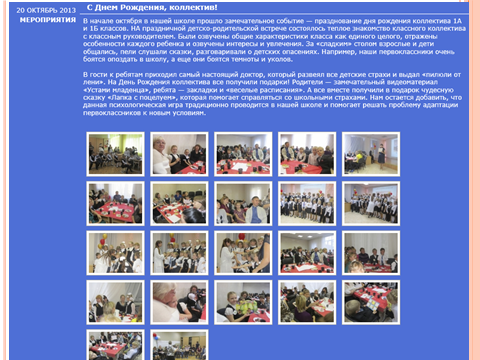 20 ОКТЯБРЬ 2013
МЕРОПРИЯТИЯ
С Днем Рождения, коллектив!
В начале октября в нашей школе прошло замечательное событие — празднование дня рождения коллектива 1А
и 1Б классов. НА праздничной детско-родительской встрече состоялось теплое знакомство классного коллектива
с классным руководителем. Были озвучены общие характеристики класса как единого целого, отражены
особенности каждого ребенка и озвучены интересы и увлечения. За «сладким» столом взрослые и дети
общались, пели слушали сказки, разговаривали о детских опасениях. Например, наши первоклассники очень
боятся опоздать в школу, а еще они боятся темноты и уколов.
В гости к ребятам приходил самый настоящий доктор, который развеял все детские страхи и выдал «пилюли от
лени». На День Рождения коллектива все получили подарки! Родители — замечательный видеоматериал
«Устами младенца», ребята — закладки и «веселые расписания». А все вместе получили в подарок чудесную
сказку «Папка с поцелуем», которая помогает справляться со школьными страхами. Нам остается добавить, что
данная психологическая игра традиционно проводится в нашей школе и помогает решать проблему адаптации
первоклассников к новым условиям.